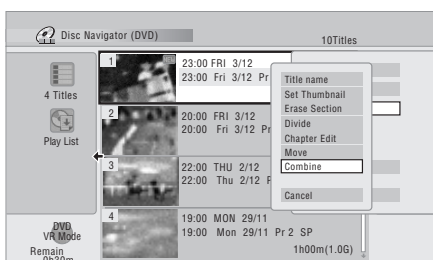 Disc Navigator (DVD)
10Titles
4 Titles
Play List
1
23:00 FRI 3/12
23:00 Fri 3/12 Pr
2
20:00 FRI 3/12
20:00 Fri 3/12 Pr
3
22:00 THU 2/12
22:00 Thu 2/12 P
4
19:00 MON 29/11
19:00 Mon 29/11 Pr 2 SP
1h00m(1.0G)
Title name
Set Thumbnail
Erase Section
Divide
Chapter Edit
Move
Combine
Cancel
DVD
VR Mode
Remain
0h30m